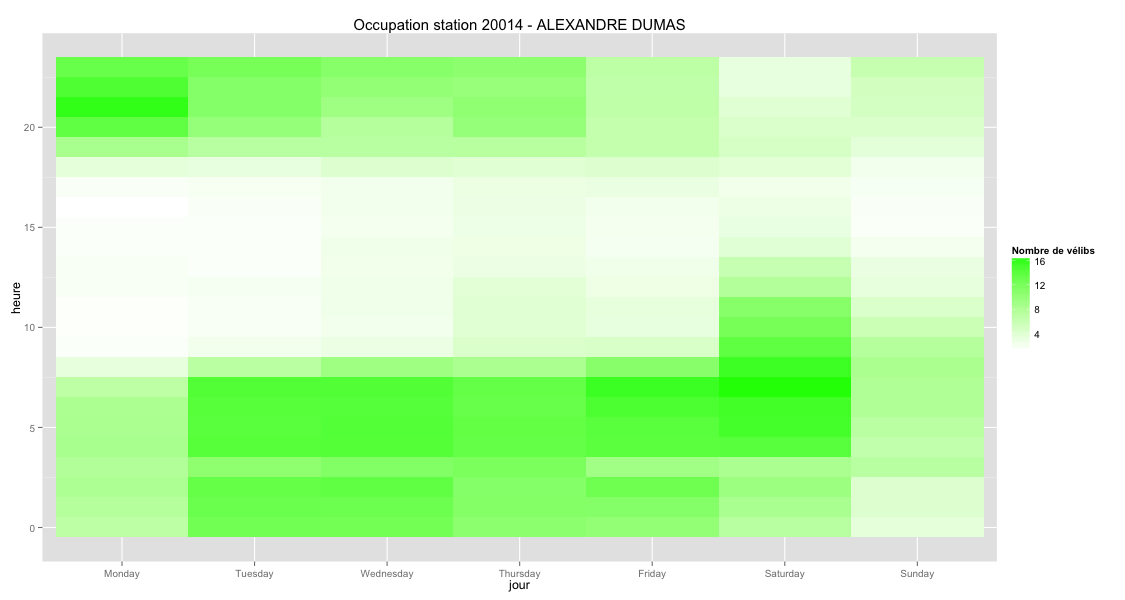 Occupation station 20014 - ALEXANDRE DUMAS
heure
20
15
10
5
0
Monday Tuesday Wednesday Thursday Friday Saturday Sunday
jour
Nombre de vélibs
16
12
8
4